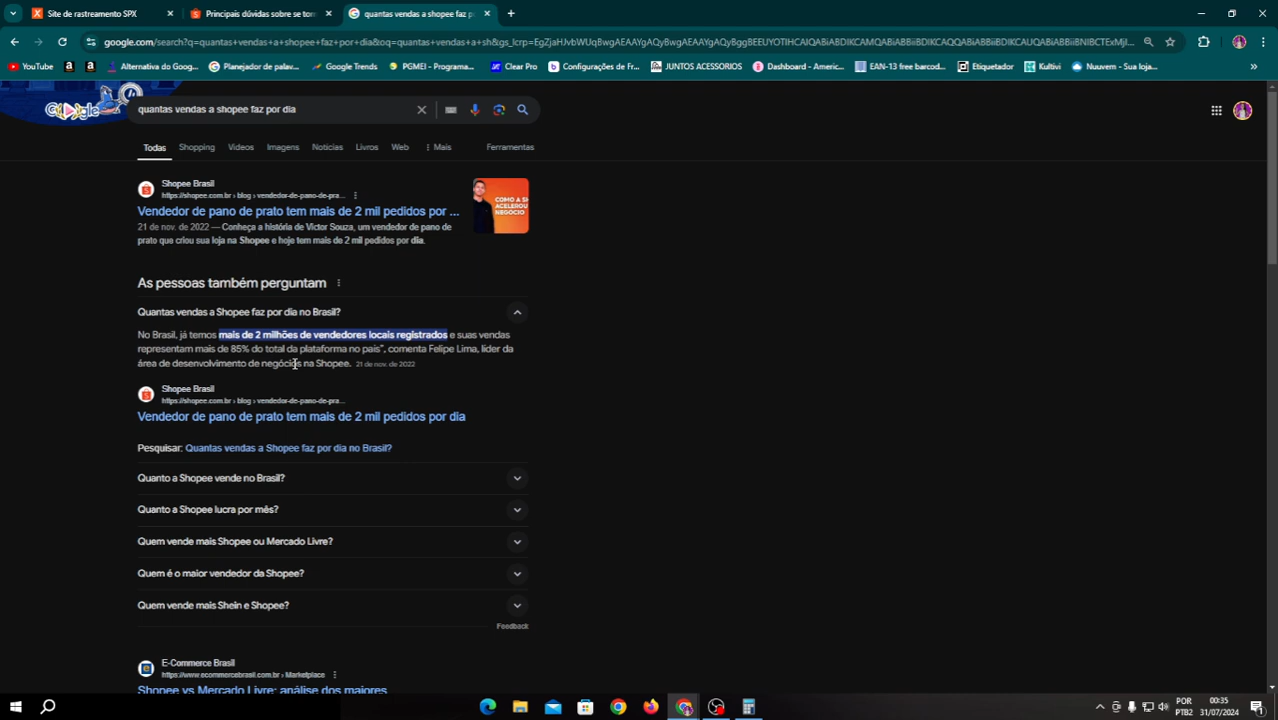 Site de rastreamento SPX
Principais dúvidas sobre se torn
quantas vendas a shopee faz po
google.com/search?q=quantas+vendas+a+shopee+faz+por+dia&oq=quantas+vendas+a+sh&gs_lcrp=
YouTube
Alternativa do Goog...
Planejador de palav...
Google Trends
PGMEI - Programa...
Clear Pro
Configurações de Fr...
JUNTOS ACESSORIOS
Dashboard - Americ...
EAN-13 free barcod...
Etiquetador
Kultivi
Nuuvem - Sua loja...
quantas vendas a shopee faz por dia
Todas
Shopping
Vídeos
Imagens
Notícias
Livros
Web
Mais
Ferramentas
Shopee Brasil
https://shopee.com.br › blog › vendedor-de-pano-de-pra...
Vendedor de pano de prato tem mais de 2 mil pedidos por ...
21 de nov. de 2022 — Conheça a história de Victor Souza, um vendedor de pano de
prato que criou sua loja na Shopee e hoje tem mais de 2 mil pedidos por dia.
As pessoas também perguntam
Quantas vendas a Shopee faz por dia no Brasil?
No Brasil, já temos mais de 2 milhões de vendedores locais registrados e suas vendas
representam mais de 85% do total da plataforma no país", comenta Felipe Lima, líder da
área de desenvolvimento de negócios na Shopee. 21 de nov. de 2022
Shopee Brasil
https://shopee.com.br › blog › vendedor-de-pano-de-pra...
Vendedor de pano de prato tem mais de 2 mil pedidos por dia
Pesquisar: Quantas vendas a Shopee faz por dia no Brasil?
Quanto a Shopee vende no Brasil?
Quanto a Shopee lucra por mês?
Quem vende mais Shopee ou Mercado Livre?
Quem é o maior vendedor da Shopee?
Quem vende mais Shein e Shopee?
Feedback
E-Commerce Brasil
https://www.ecommercebrasil.com.br › Marketplace
Shopee vs Mercado Livre: análise dos maiores
POR
PTB2
00:35
31/07/2024